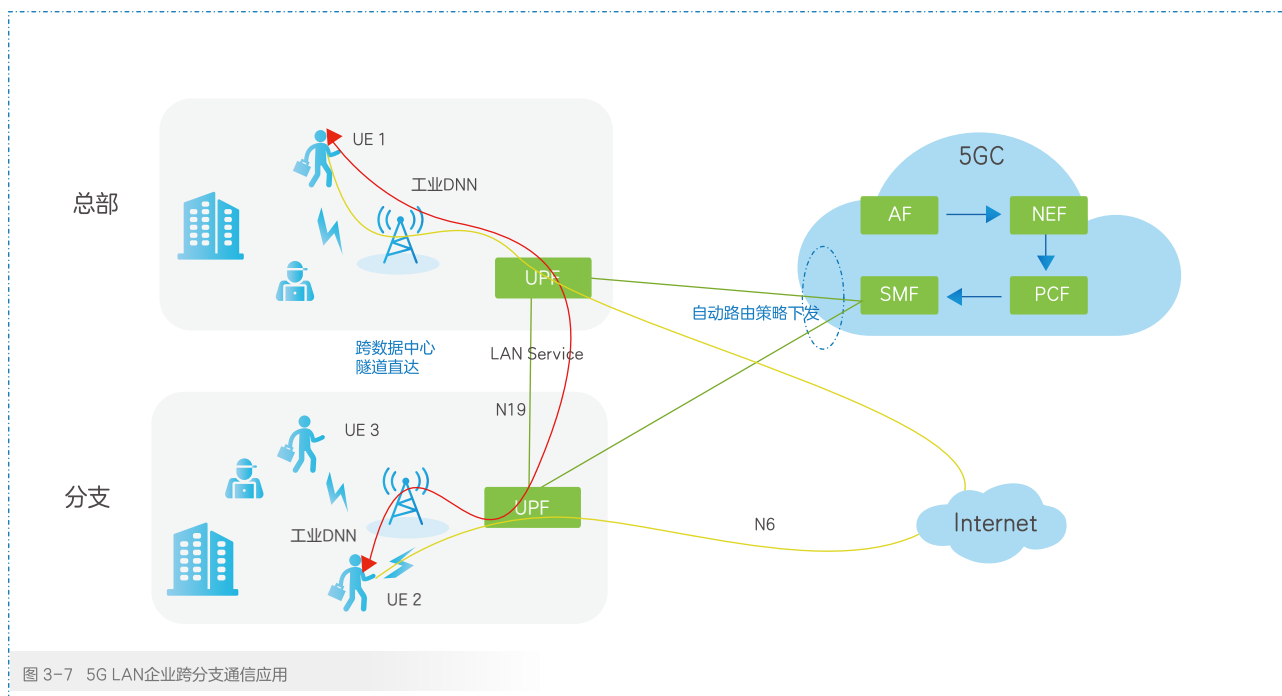 总部
UE 1
工业DNN
UPF
5GC
AF
NEF
SMF
PCF
自动路由策略下发
跨数据中心
隧道直达
LAN Service
N19
分支
UE 3
工业DNN
UPF
UE 2
N6
Internet
图 3-7 5G LAN企业跨分支通信应用